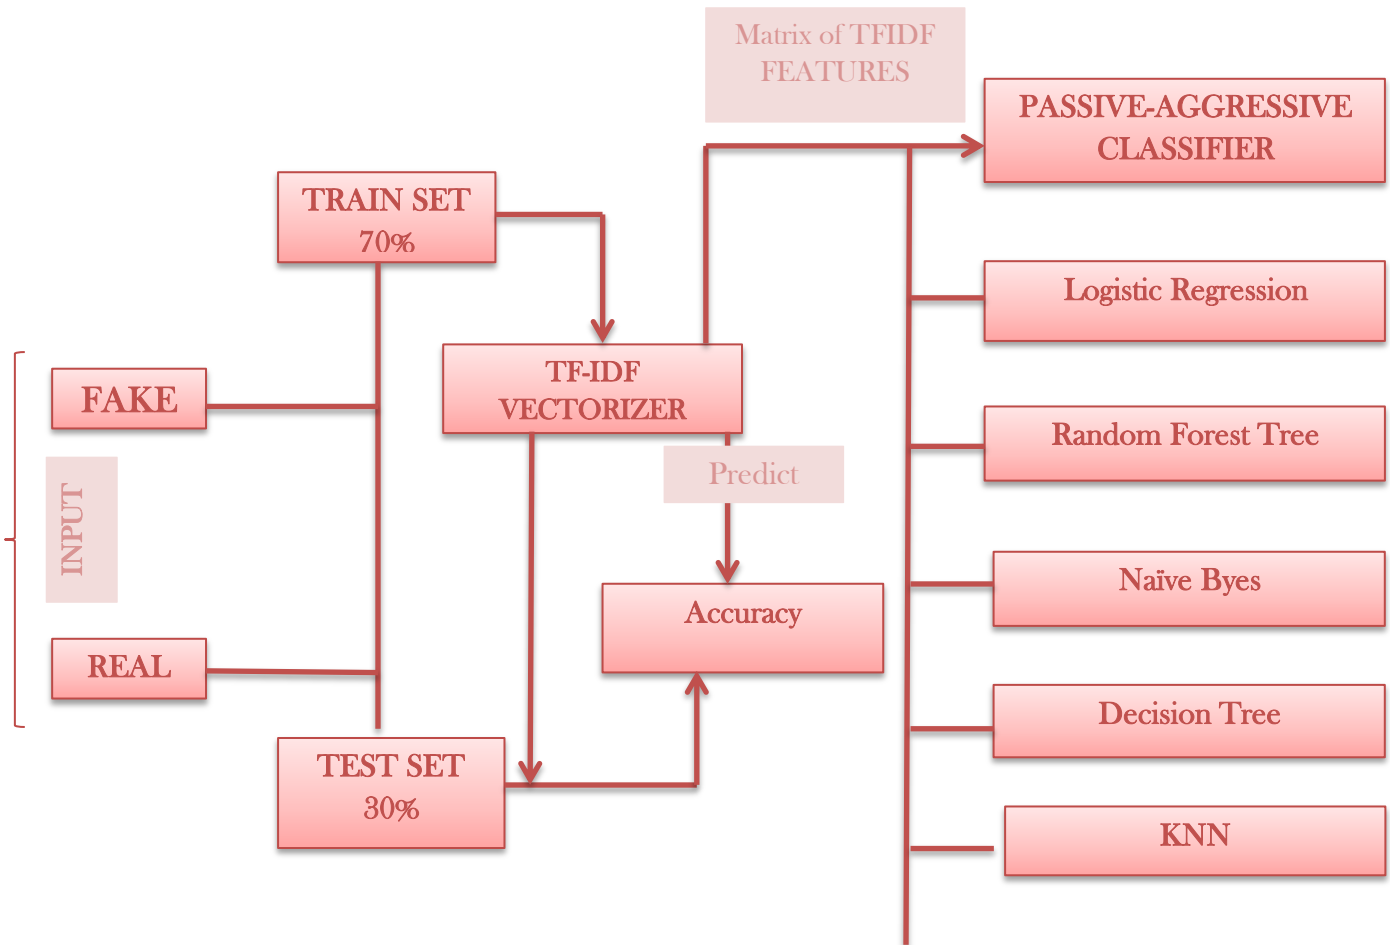 Matrix of TFIDF
FEATURES
PASSIVE-AGGRESSIVE
CLASSIFIER
TRAIN SET
70%
Logistic Regression
TF-IDF
VECTORIZER
FAKE
Random Forest Tree
Predict
INPUT
Naïve Byes
Accuracy
REAL
Decision Tree
TEST SET
30%
KNN